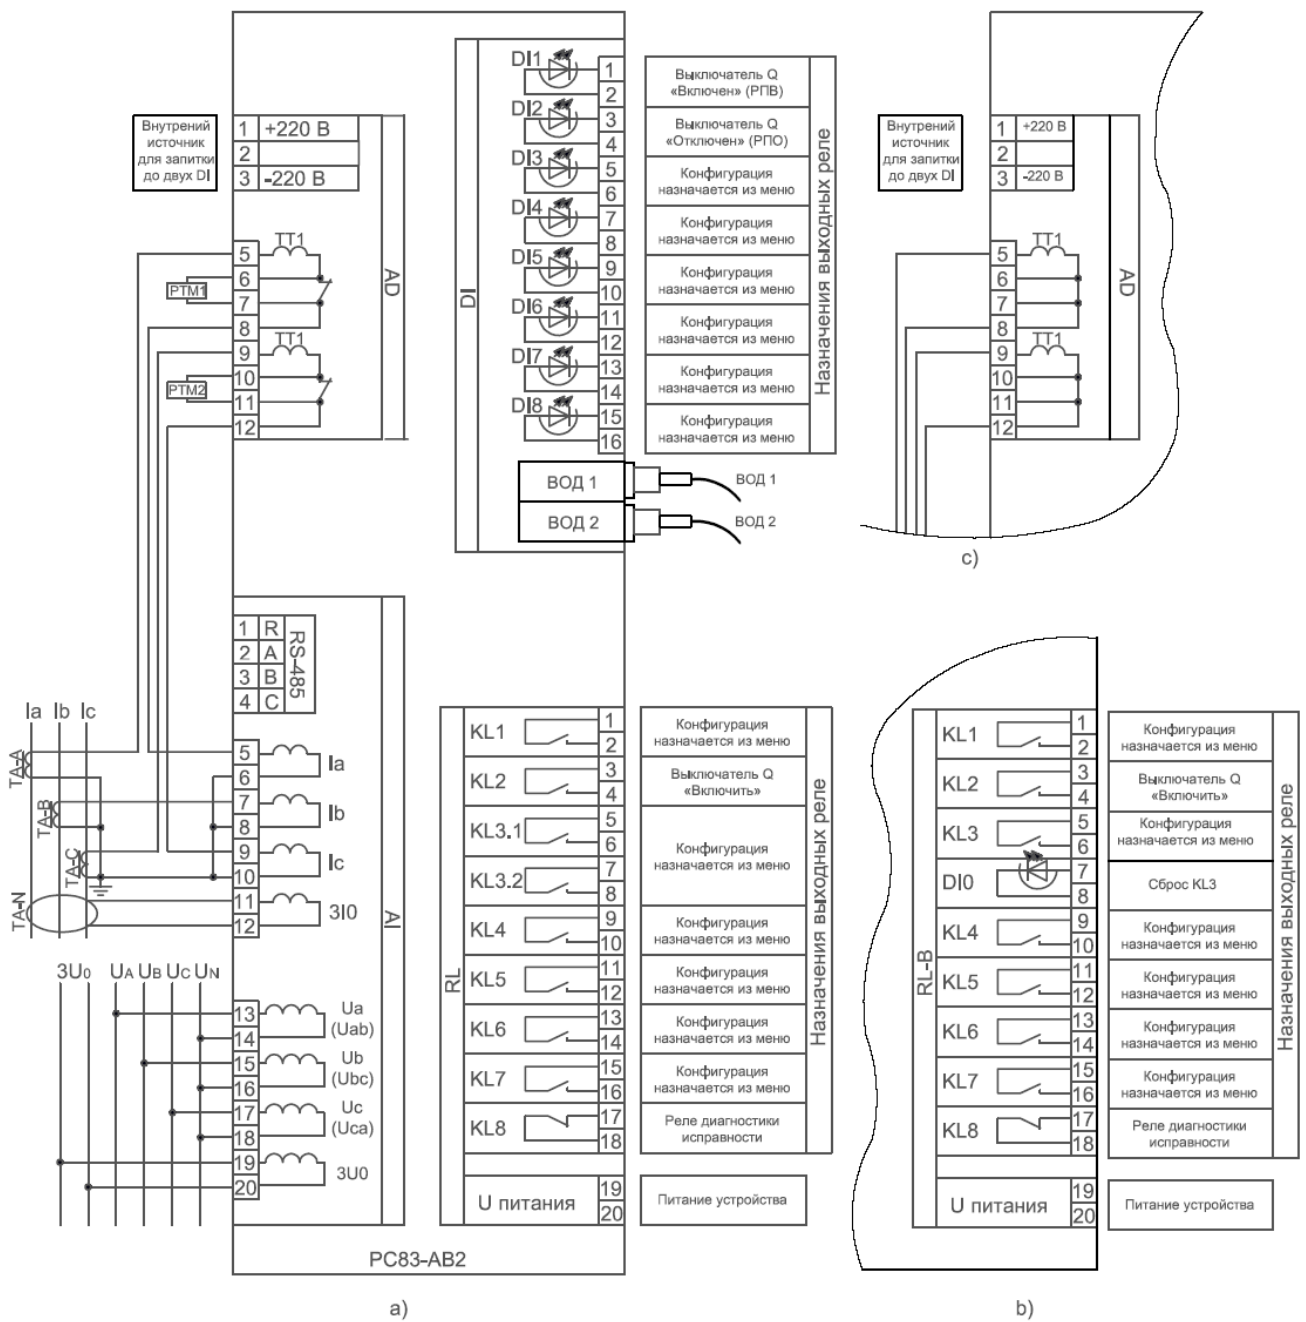 Внутрений
источник
для запитки
до двух DI
1 +220 В
2
3 -220 В
5
6
7
8
9
10
11
12
ТТ1
ТТ1
РТМ1
РТМ2
AD
DI
DI1
DI2
DI3
DI4
DI5
DI6
DI7
DI8
1
2
3
4
5
6
7
8
9
10
11
12
13
14
15
16
Выключатель Q
«Включен» (РПВ)
Выключатель Q
«Отключен» (РПО)
Конфигурация
назначается из меню
Конфигурация
назначается из меню
Конфигурация
назначается из меню
Конфигурация
назначается из меню
Конфигурация
назначается из меню
Конфигурация
назначается из меню
Назначения выходных реле
ВОД 1
ВОД 1
ВОД 2
ВОД 2
Внутрений
источник
для запитки
до двух DI
1 +220 В
2
3 -220 В
5
6
7
8
9
10
11
12
ТТ1
ТТ1
AD
c)
1 R
2 A
3 B
4 C
RS-485
Ia Ib Ic
TA-A
TA-B
TA-C
TA-N
5
6
7
8
9
10
11
12
Ia
Ib
Ic
3I0
AI
3U0 UA UB UC UN
13
14
15
16
17
18
19
20
Ua
(Uab)
Ub
(Ubc)
Uc
(Uca)
3U0
RL
KL1
KL2
KL3.1
KL3.2
KL4
KL5
KL6
KL7
KL8
U питания
1
2
3
4
5
6
7
8
9
10
11
12
13
14
15
16
17
18
19
20
Конфигурация
назначается из меню
Выключатель Q
«Включить»
Конфигурация
назначается из меню
Конфигурация
назначается из меню
Конфигурация
назначается из меню
Конфигурация
назначается из меню
Конфигурация
назначается из меню
Реле диагностики
исправности
Питание устройства
Назначения выходных реле
РС83-АВ2
a)
RL-B
KL1
KL2
KL3
DI0
KL4
KL5
KL6
KL7
KL8
U питания
1
2
3
4
5
6
7
8
9
10
11
12
13
14
15
16
17
18
19
20
Конфигурация
назначается из меню
Выключатель Q
«Включить»
Конфигурация
назначается из меню
Сброс KL3
Конфигурация
назначается из меню
Конфигурация
назначается из меню
Конфигурация
назначается из меню
Конфигурация
назначается из меню
Реле диагностики
исправности
Питание устройства
Назначения выходных реле
b)